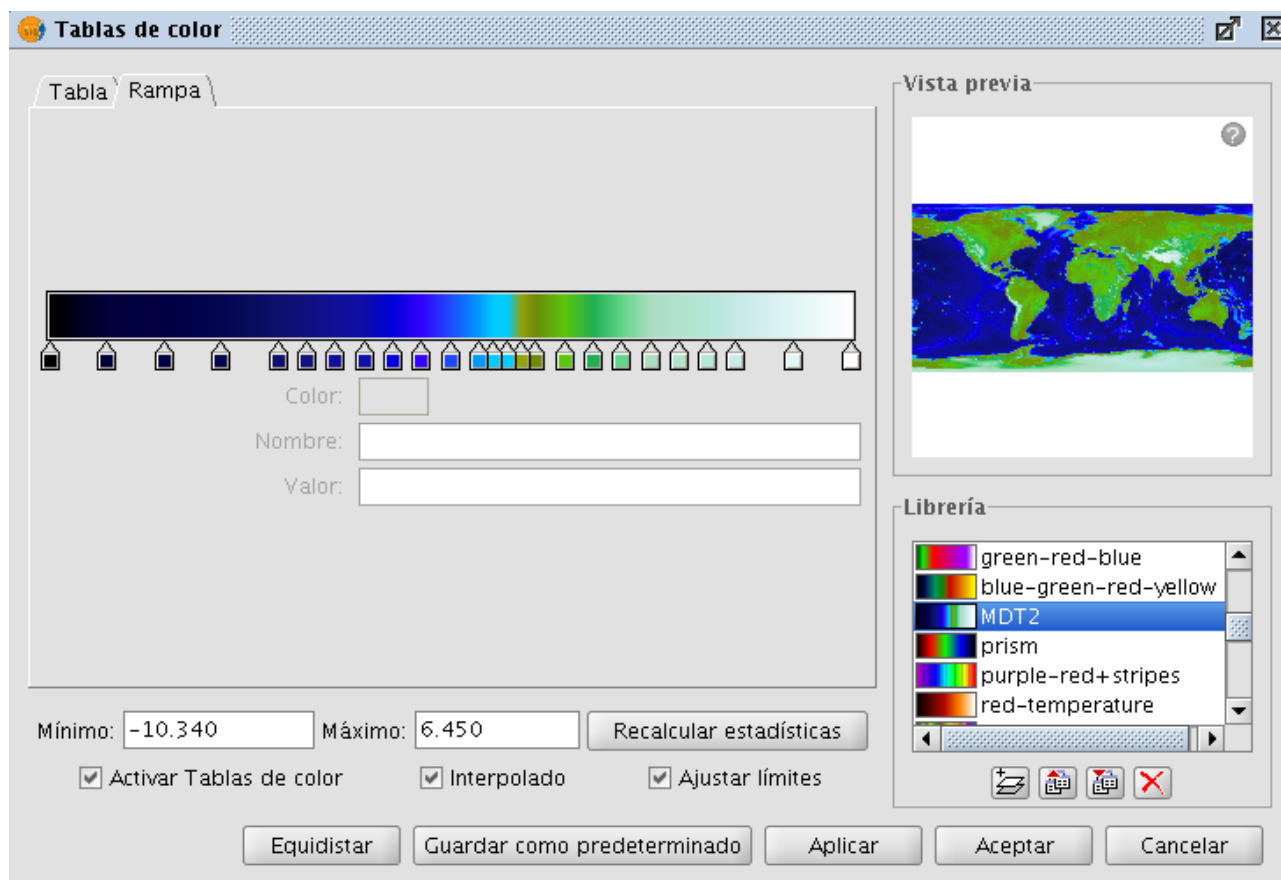 Tablas de color
Tabla
Rampa
Color:
Nombre:
Valor:
Mínimo: -10.340 Máximo: 6.450 Recalcular estadísticas
Activar Tablas de color Interpolado Ajustar límites
Vista previa
?
Librería
green-red-blue
blue-green-red-yellow
MDT2
prism
purple-red+stripes
red-temperature
Equidistar Guardar como predeterminado Aplicar Aceptar Cancelar